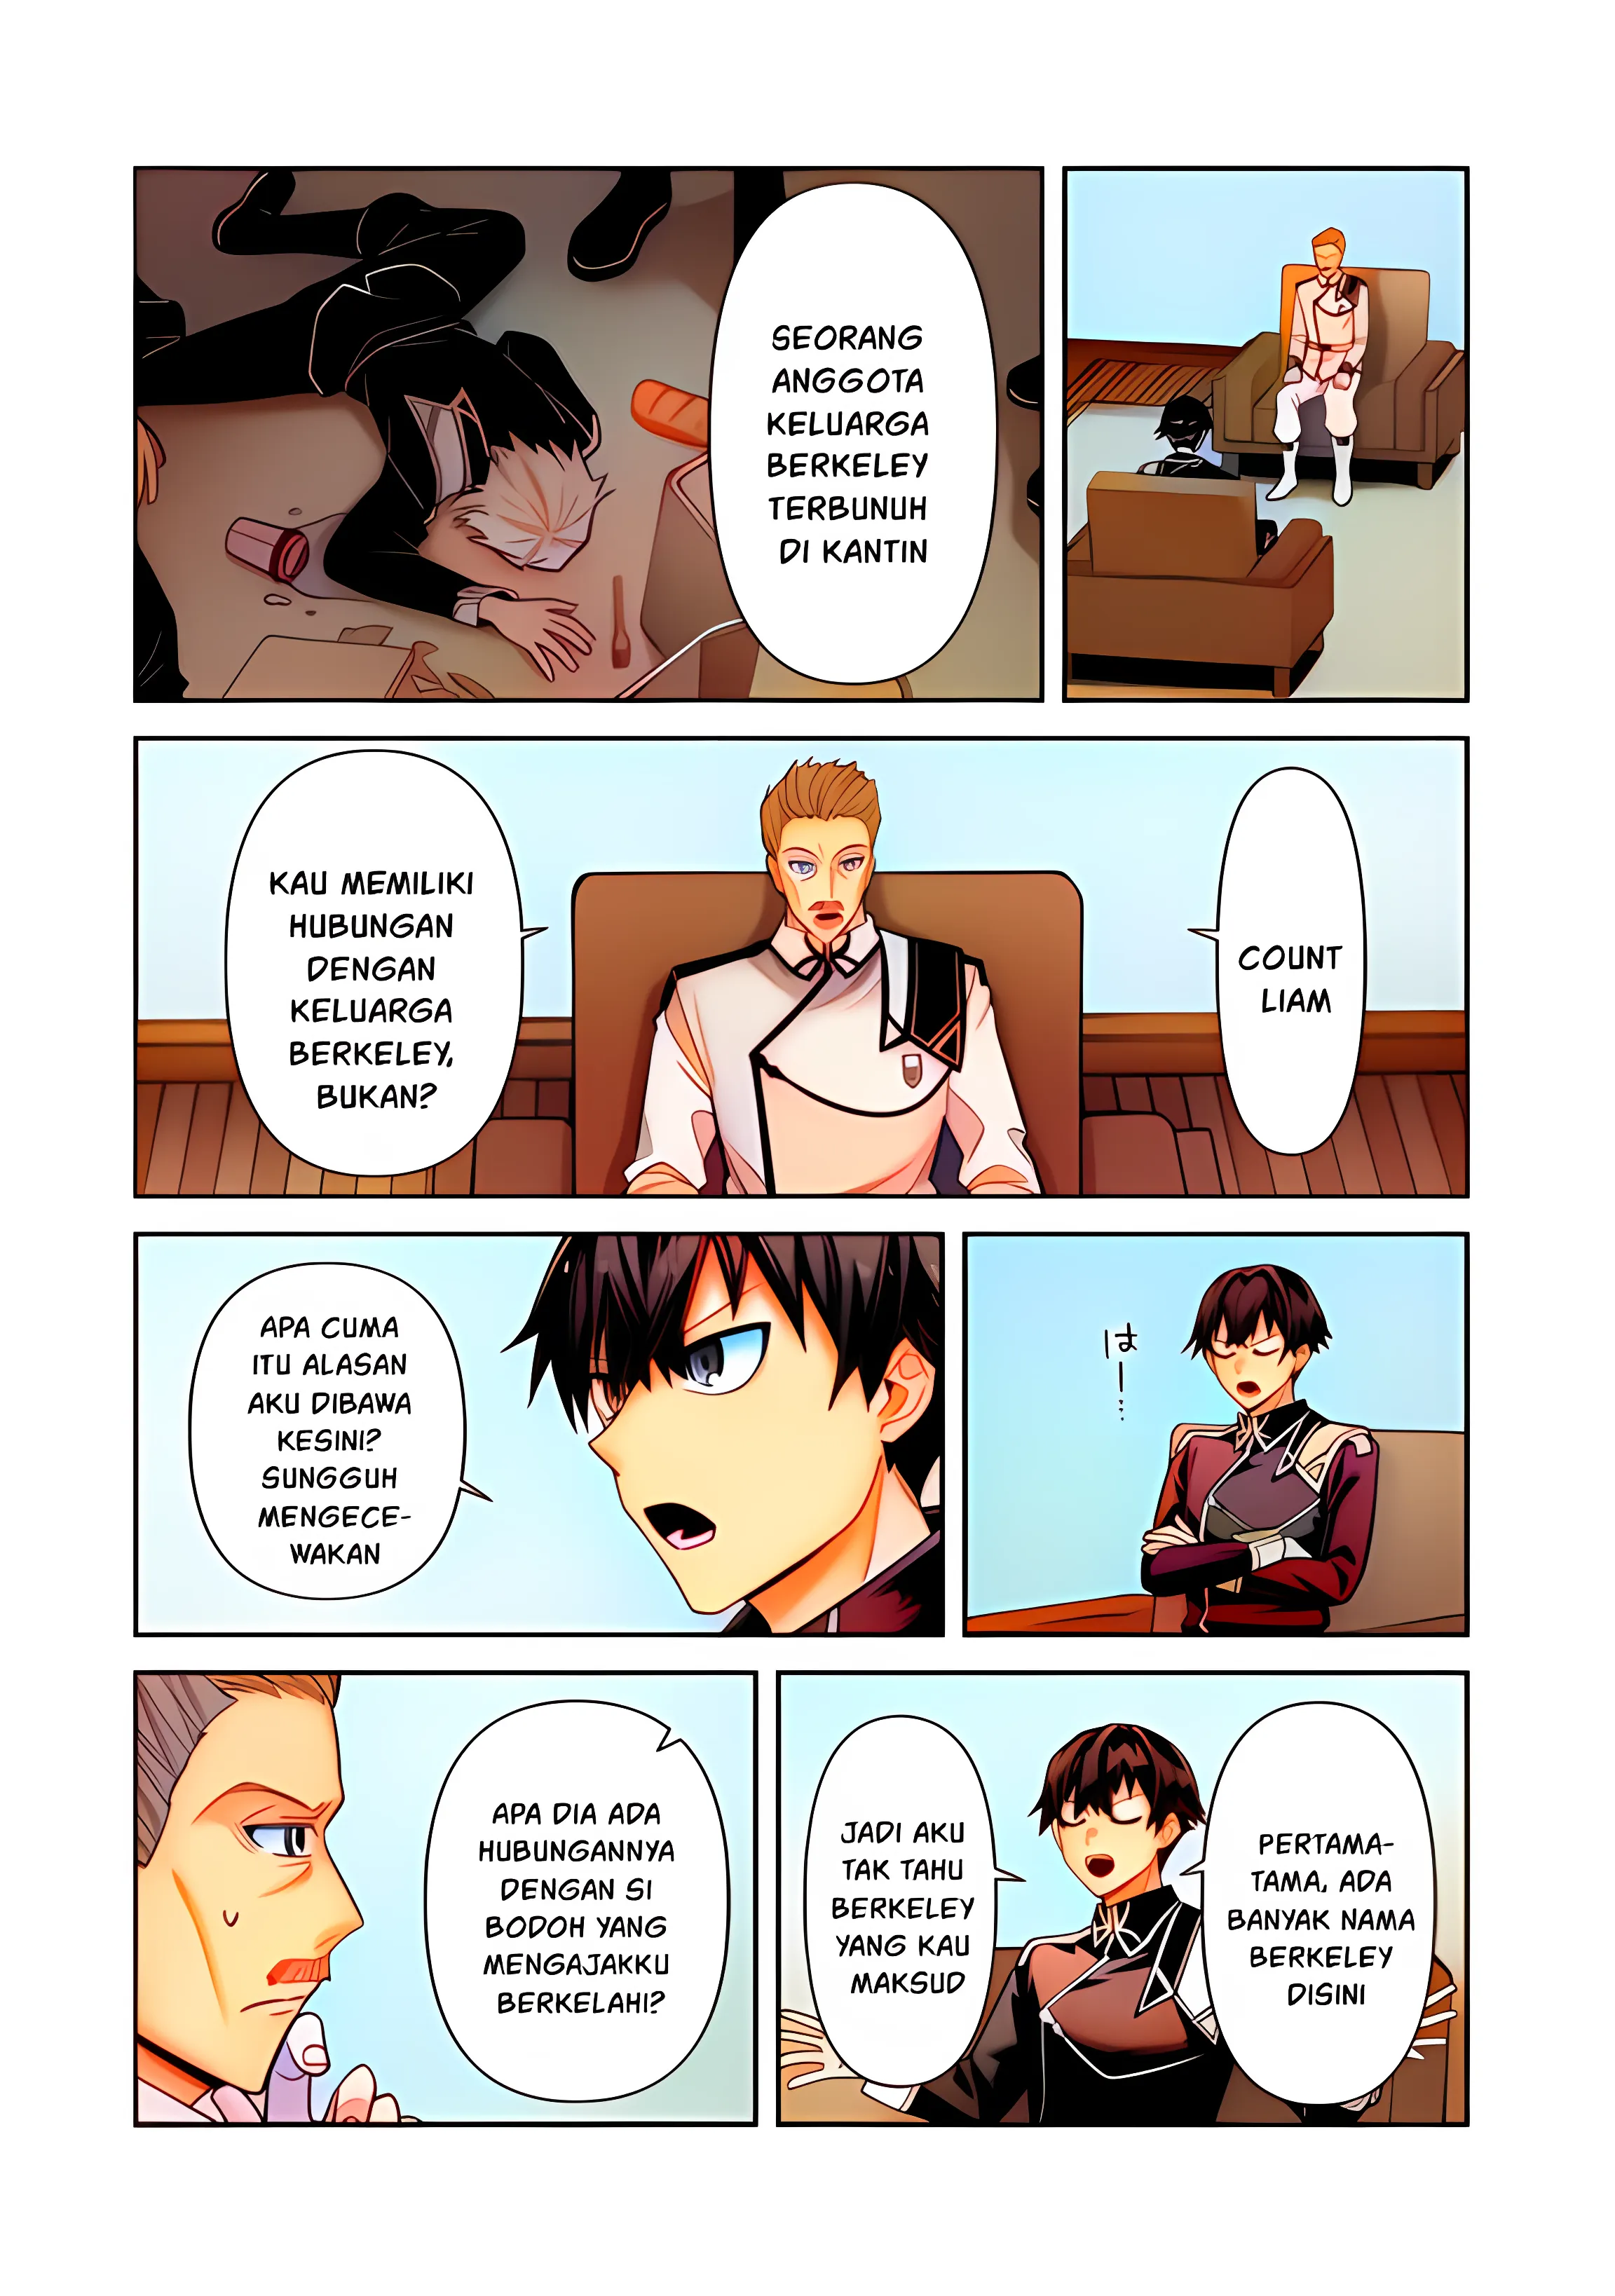 SEORANG
ANGGOTA
KELUARGA
BERKELEY
TERBUNUH
DI KANTIN
COUNT
LIAM
KAU MEMILIKI
HUBUNGAN
DENGAN
KELUARGA
BERKELEY,
BUKAN?
はー…
APA CUMA
ITU ALASAN
AKU DIBAWA
KESINI?
SUNGGUH
MENGECE-
WAKAN
PERTAMA-
TAMA, ADA
BANYAK NAMA
BERKELEY
DISINI
JADI AKU
TAK TAHU
BERKELEY
YANG KAU
MAKSUD
APA DIA ADA
HUBUNGANNYA
DENGAN SI
BODOH YANG
MENGAJAKKU
BERKELAHI?